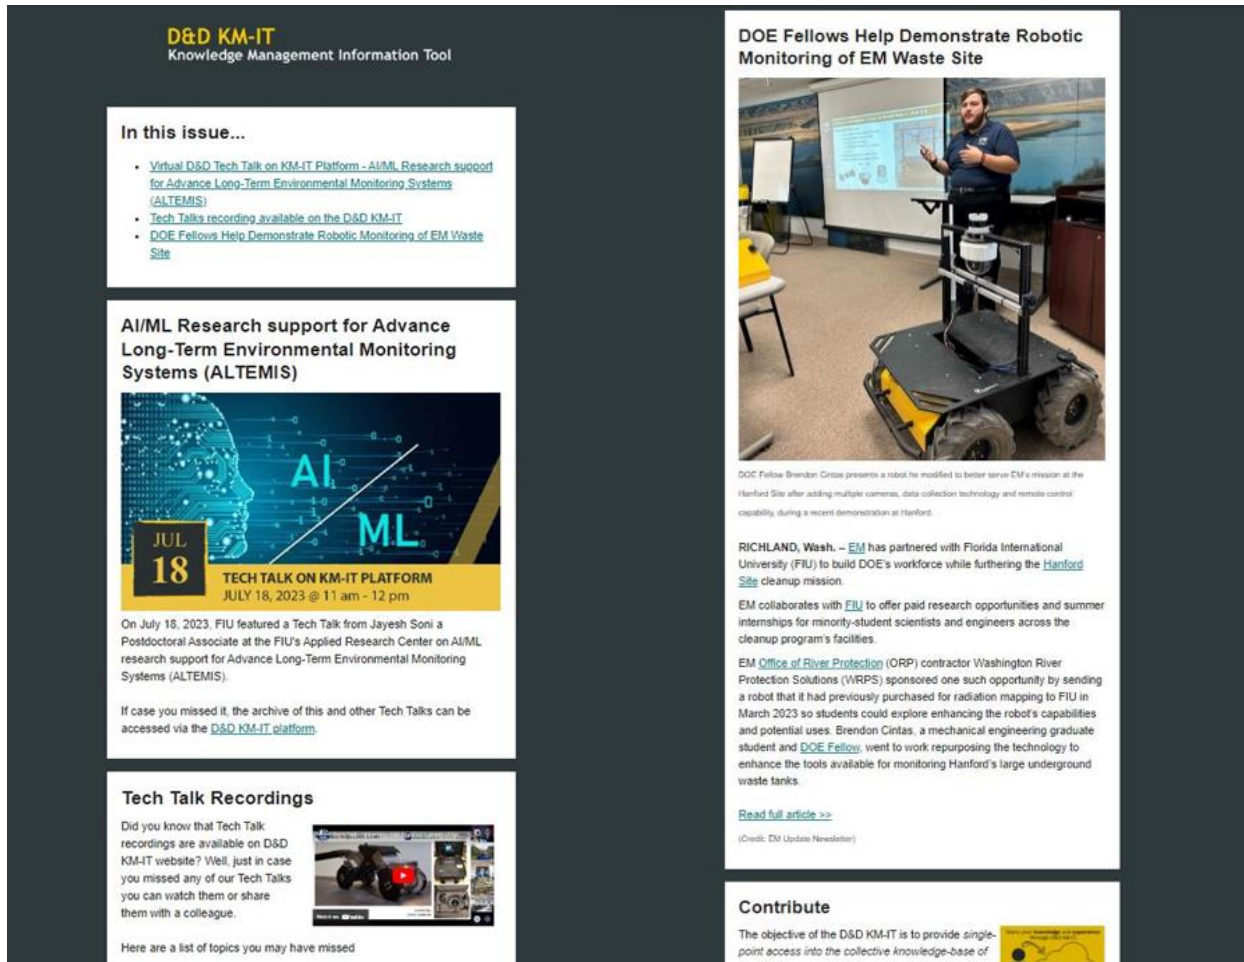 D&D KM-IT
Knowledge Management Information Tool
In this issue...
• Virtual D&D Tech Talk on KM-IT Platform - AI/ML Research support
for Advance Long-Term Environmental Monitoring Systems
(ALTEMIS)
• Tech Talks recording available on the D&D KM-IT
• DOE Fellows Help Demonstrate Robotic Monitoring of EM Waste
Site
AI/ML Research support for Advance
Long-Term Environmental Monitoring
Systems (ALTEMIS)
AI
ML
JUL
18
TECH TALK ON KM-IT PLATFORM
JULY 18, 2023 @ 11 am - 12 pm
On July 18, 2023, FIU featured a Tech Talk from Jayesh Soni a
Postdoctoral Associate at the FIU's Applied Research Center on AI/ML
research support for Advance Long-Term Environmental Monitoring
Systems (ALTEMIS).
If case you missed it, the archive of this and other Tech Talks can be
accessed via the D&D KM-IT platform.
Tech Talk Recordings
Did you know that Tech Talk
recordings are available on D&D
KM-IT website? Well, just in case
you missed any of our Tech Talks
you can watch them or share
them with a colleague.
Here are a list of topics you may have missed
DOE Fellows Help Demonstrate Robotic
Monitoring of EM Waste Site
DOE Fellow Brendon Cintas presents a robot he modified to better serve EM's mission at the
Hanford Site after adding multiple cameras, data collection technology and remote control
capability, during a recent demonstration at Hanford.
RICHLAND, Wash. – EM has partnered with Florida International
University (FIU) to build DOE's workforce while furthering the Hanford
Site cleanup mission.
EM collaborates with FIU to offer paid research opportunities and summer
internships for minority-student scientists and engineers across the
cleanup program's facilities.
EM Office of River Protection (ORP) contractor Washington River
Protection Solutions (WRPS) sponsored one such opportunity by sending
a robot that it had previously purchased for radiation mapping to FIU in
March 2023 so students could explore enhancing the robot's capabilities
and potential uses. Brendon Cintas, a mechanical engineering graduate
student and DOE Fellow, went to work repurposing the technology to
enhance the tools available for monitoring Hanford's large underground
waste tanks.
Read full article >>
(Credit: EM Update Newsletter)
Contribute
The objective of the D&D KM-IT is to provide single-
point access into the collective knowledge-base of